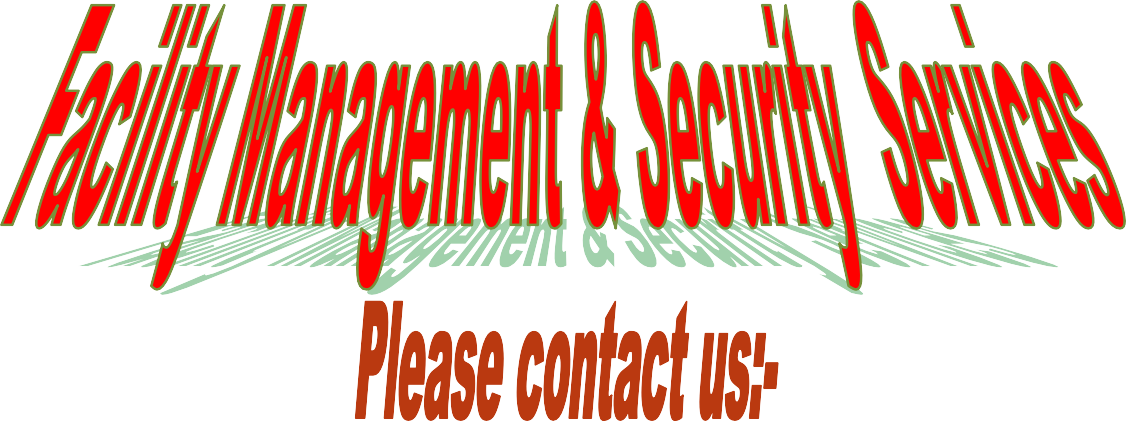 Facility Management & Security Services
Please contact us:-